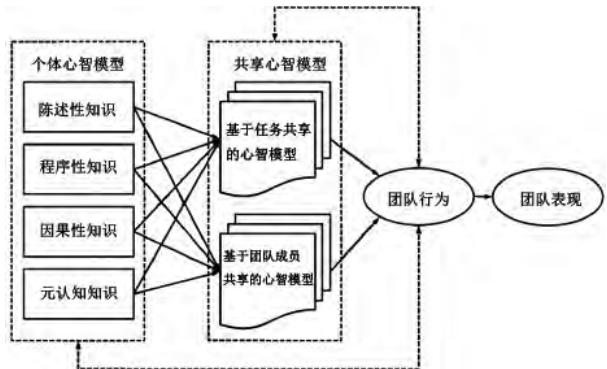 个体心智模型
陈述性知识
程序性知识
因果性知识
元认知知识
共享心智模型
基于任务共享
的心智模型
基于团队成员
共享的心智模型
团队行为
团队表现